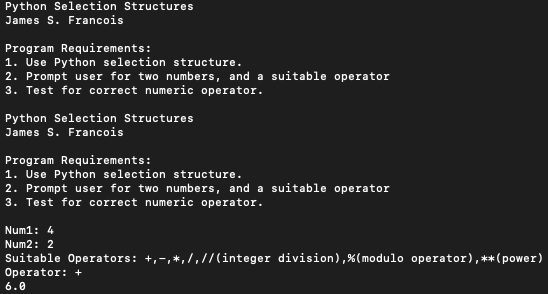 Python Selection Structures
James S. Francois
Program Requirements:
1. Use Python selection structure.
2. Prompt user for two numbers, and a suitable operator
3. Test for correct numeric operator.
Python Selection Structures
James S. Francois
Program Requirements:
1. Use Python selection structure.
2. Prompt user for two numbers, and a suitable operator
3. Test for correct numeric operator.
Num1: 4
Num2: 2
Suitable Operators: +,-,*,/,//(integer division),%(modulo operator),**(power)
Operator: +
6.0